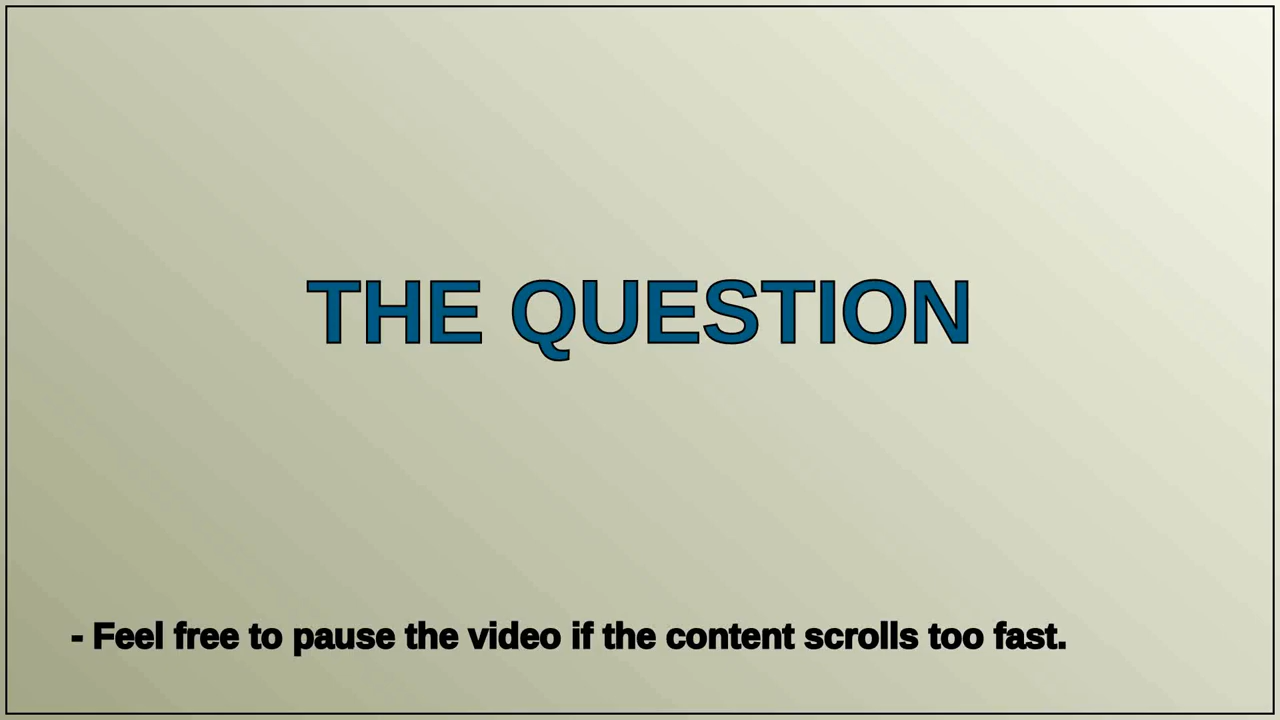 THE QUESTION
- Feel free to pause the video if the content scrolls too fast.